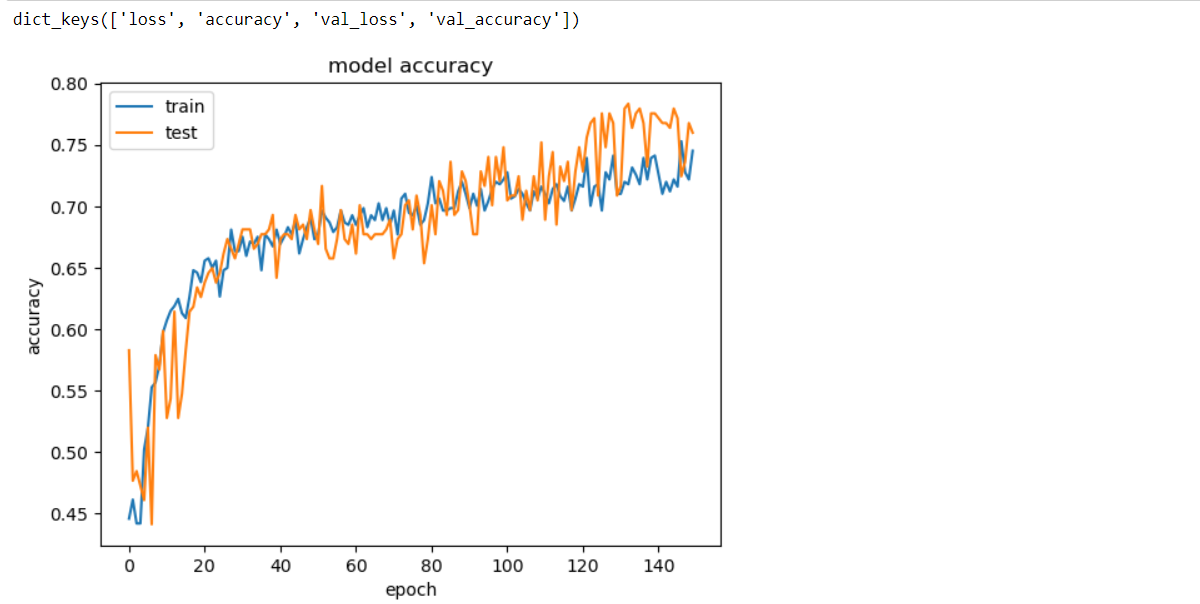 dict_keys(['loss', 'accuracy', 'val_loss', 'val_accuracy'])
model accuracy
train
test
0.80
0.75
0.70
0.65
0.60
0.55
0.50
0.45
accuracy
0 20 40 60 80 100 120 140
epoch